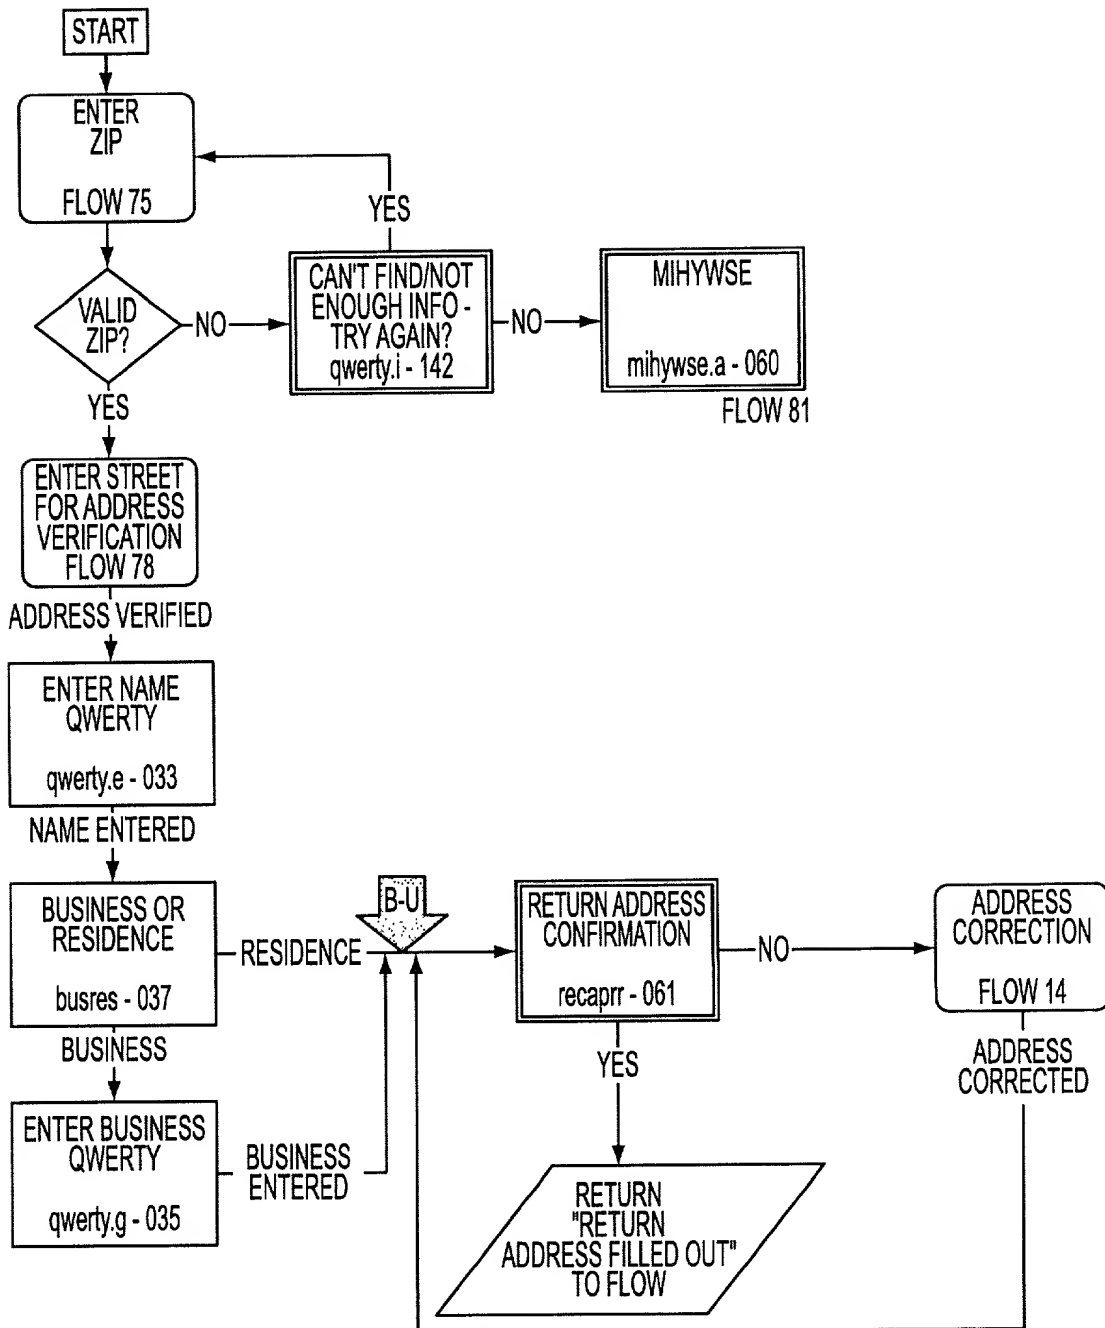 START
ENTER
ZIP
FLOW 75
YES
VALID
ZIP?
NO
CAN'T FIND/NOT
ENOUGH INFO -
TRY AGAIN?
qwerty.i - 142
NO
MIHYWSE
mihywse.a - 060
FLOW 81
YES
ENTER STREET
FOR ADDRESS
VERIFICATION
FLOW 78
ADDRESS VERIFIED
ENTER NAME
QWERTY
qwerty.e - 033
NAME ENTERED
BUSINESS OR
RESIDENCE
busres - 037
RESIDENCE
B-U
RETURN ADDRESS
CONFIRMATION
recaprr - 061
NO
ADDRESS
CORRECTION
FLOW 14
BUSINESS
YES
ADDRESS
CORRECTED
ENTER BUSINESS
QWERTY
qwerty.g - 035
BUSINESS
ENTERED
RETURN
"RETURN
ADDRESS FILLED OUT"
TO FLOW